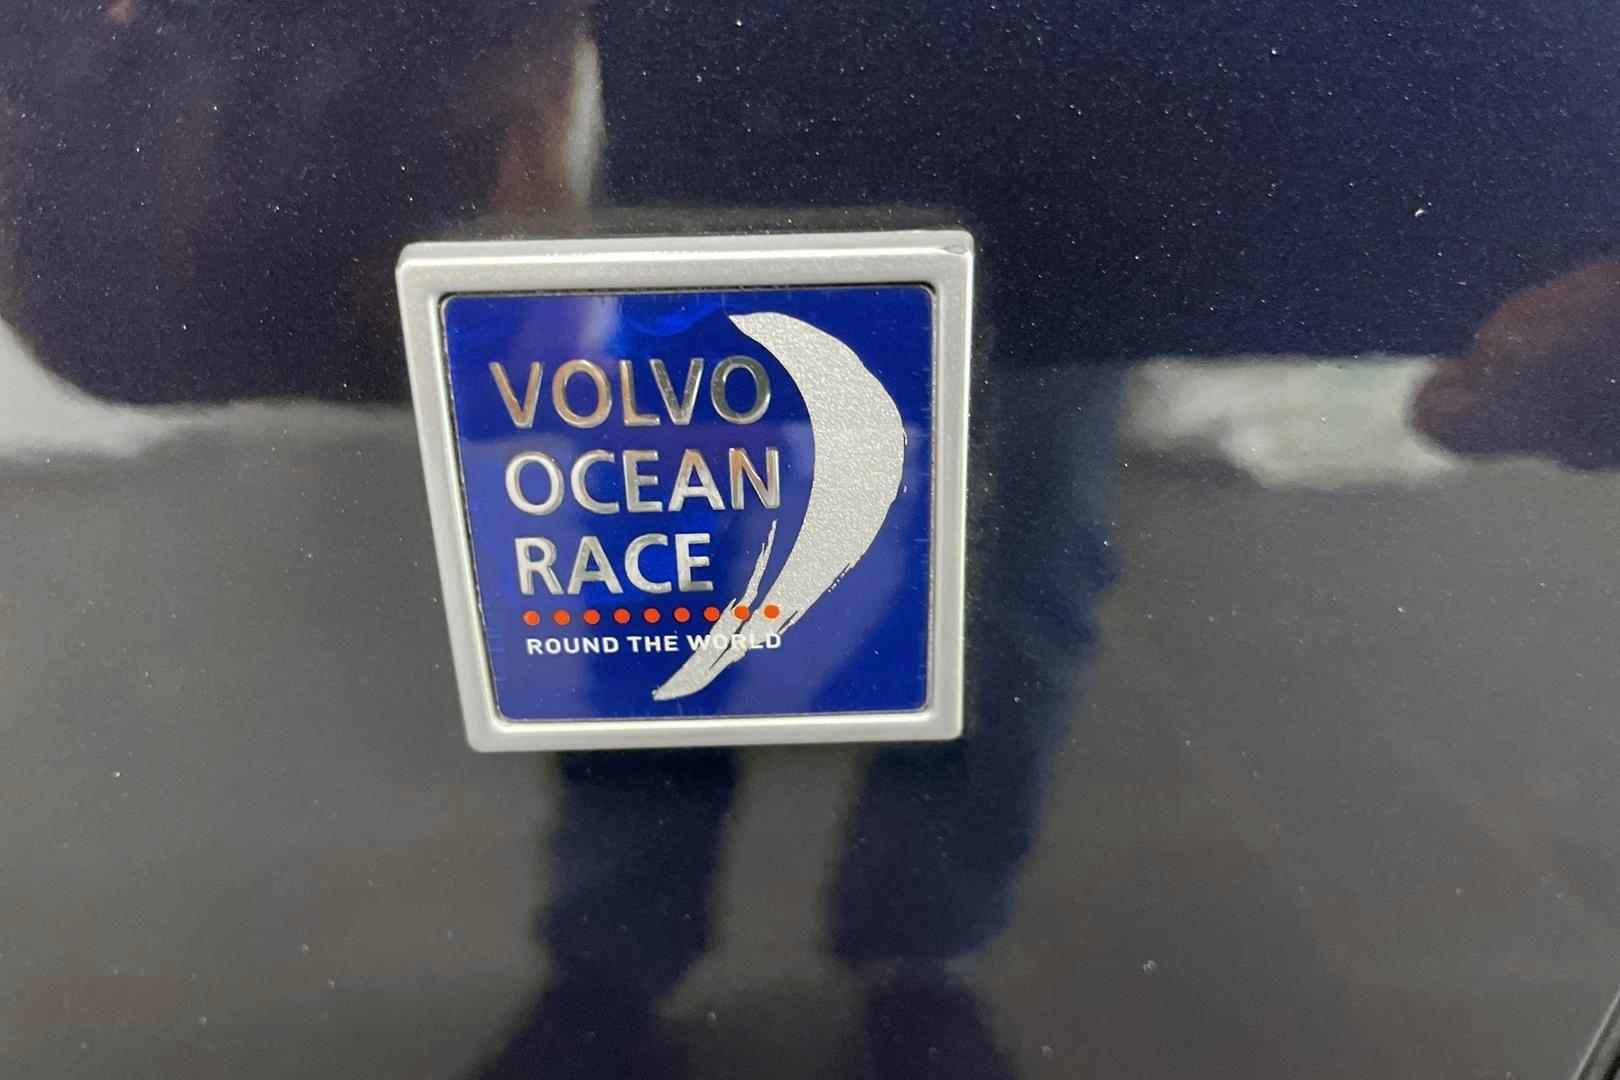 VOLVO
OCEAN
RACE
ROUND THE WORLD